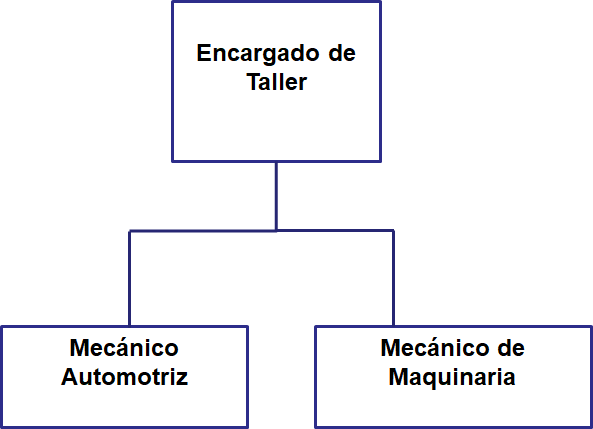 Encargado de
Taller
Mecánico
Automotriz
Mecánico de
Maquinaria